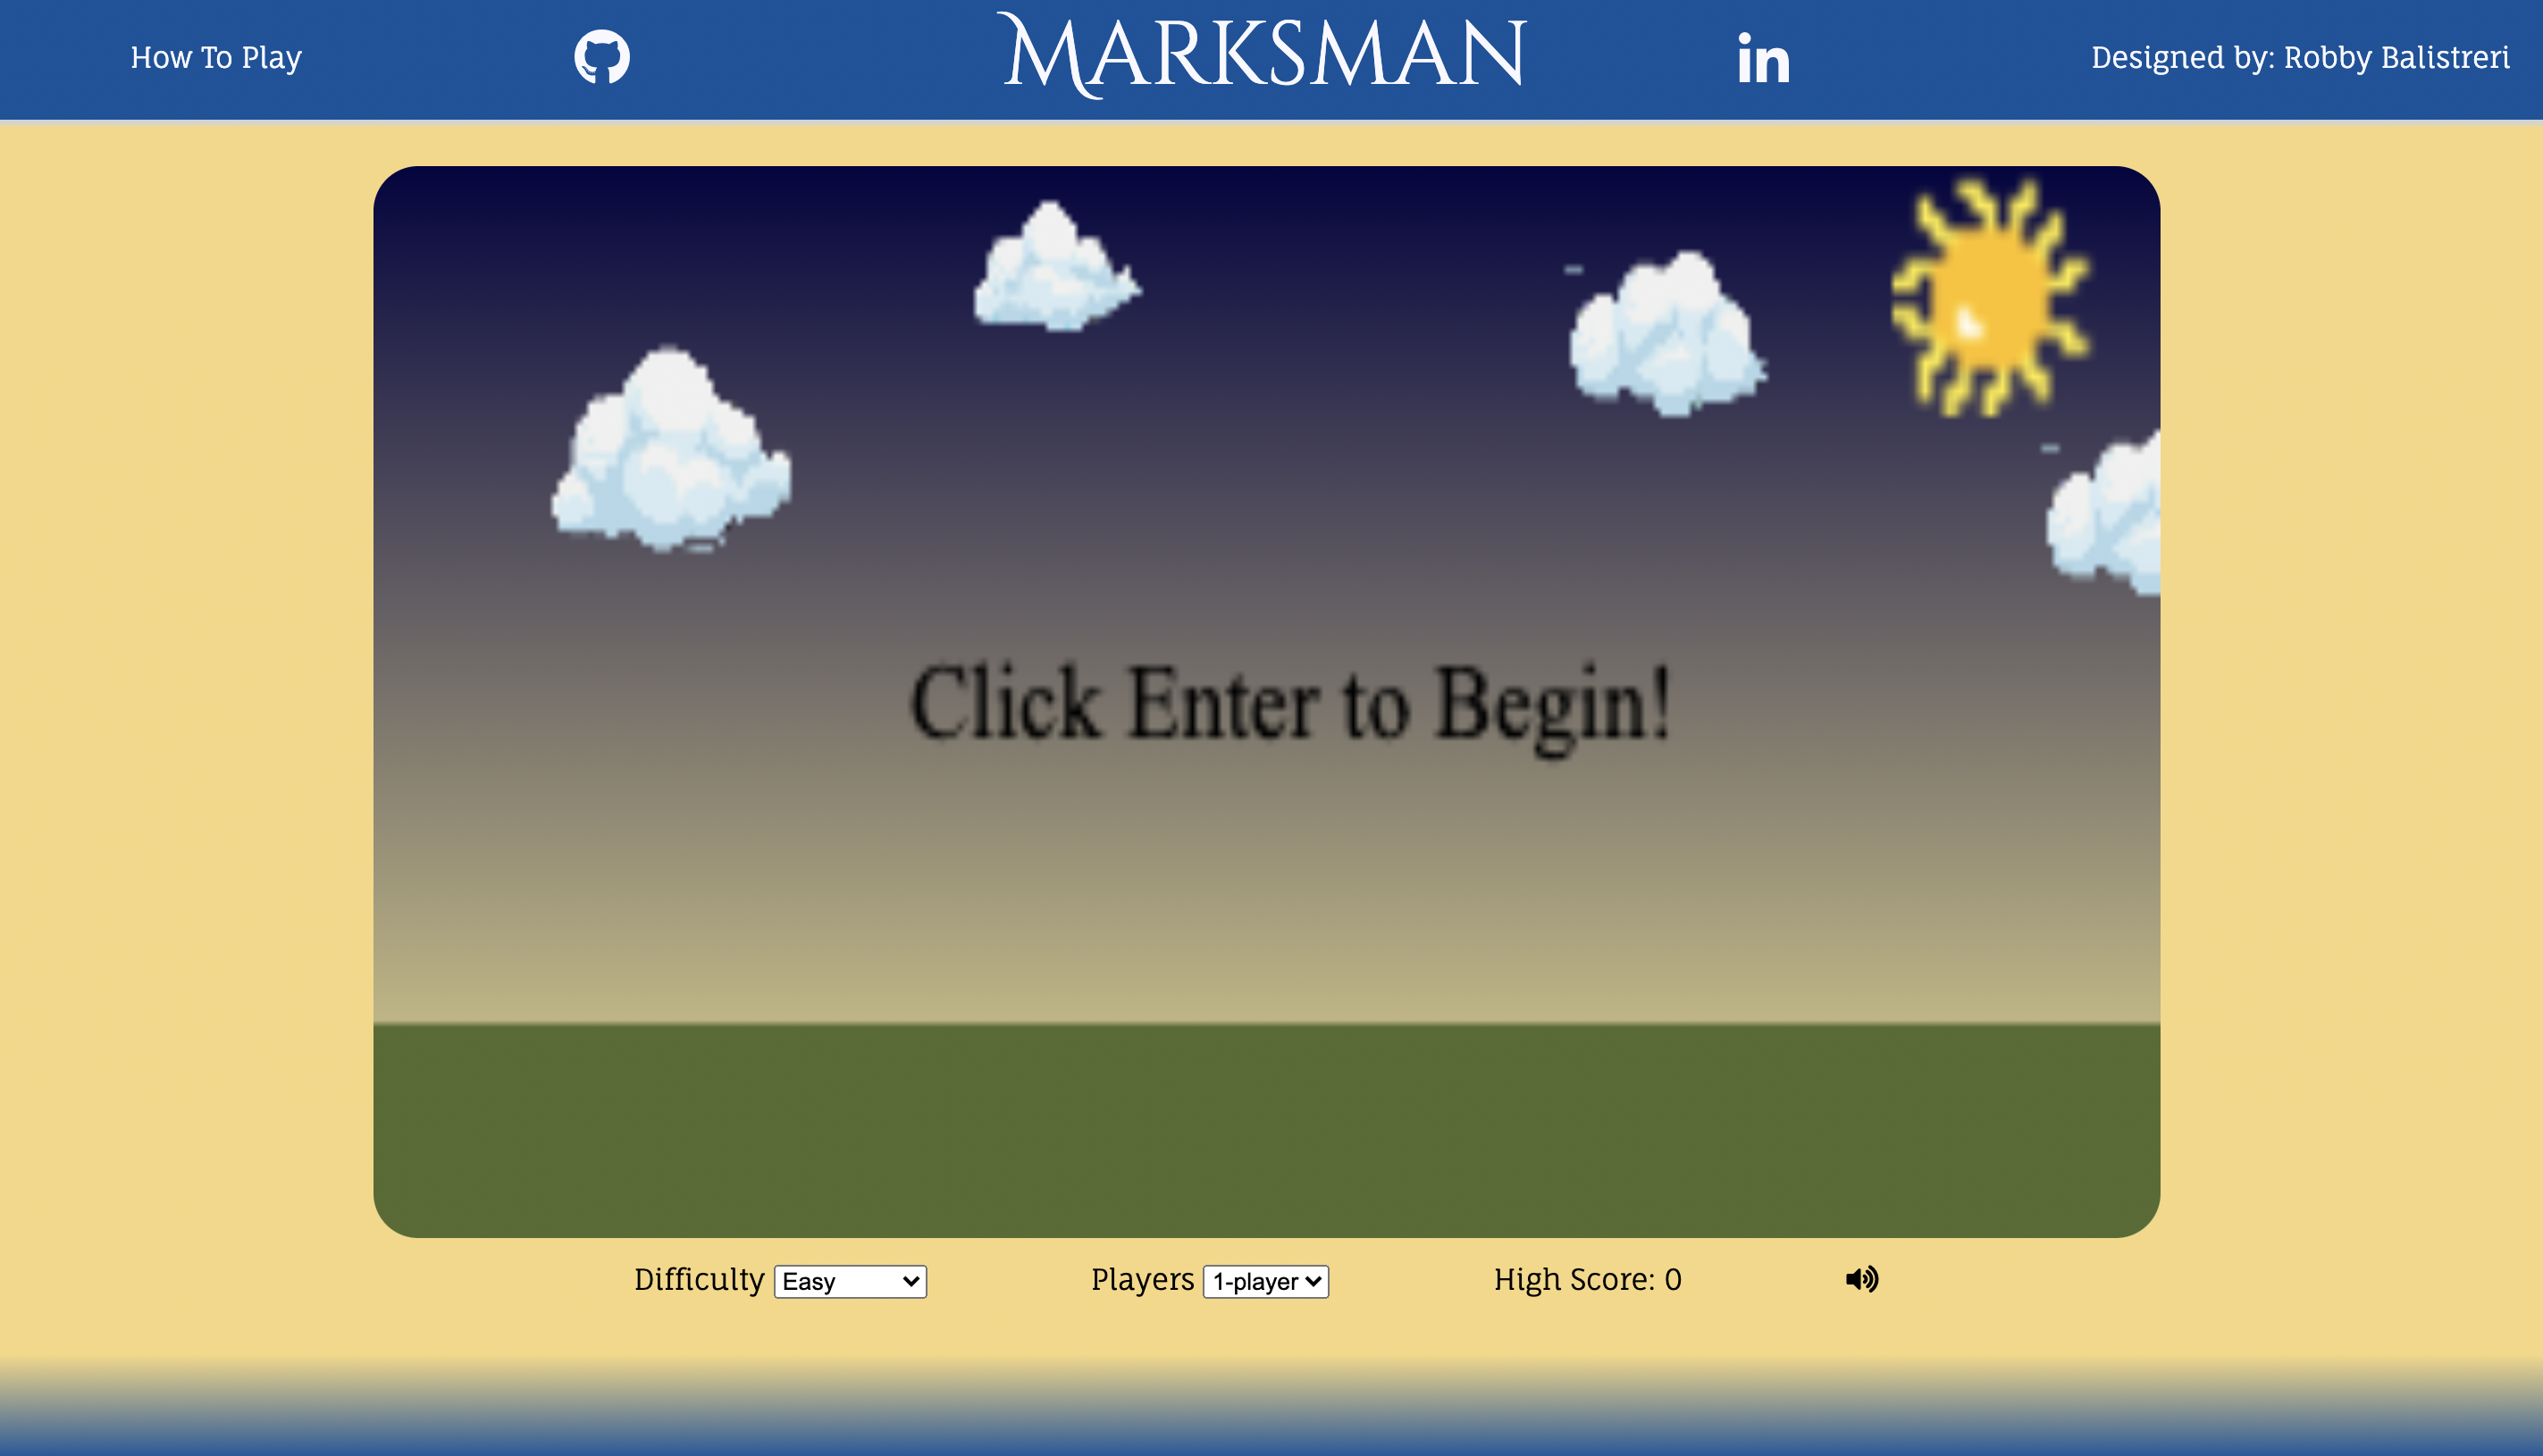 How To Play
MARKSMAN
in
Designed by: Robby Balistreri
Click Enter to Begin!
Difficulty Easy
Players 1-player
High Score: 0